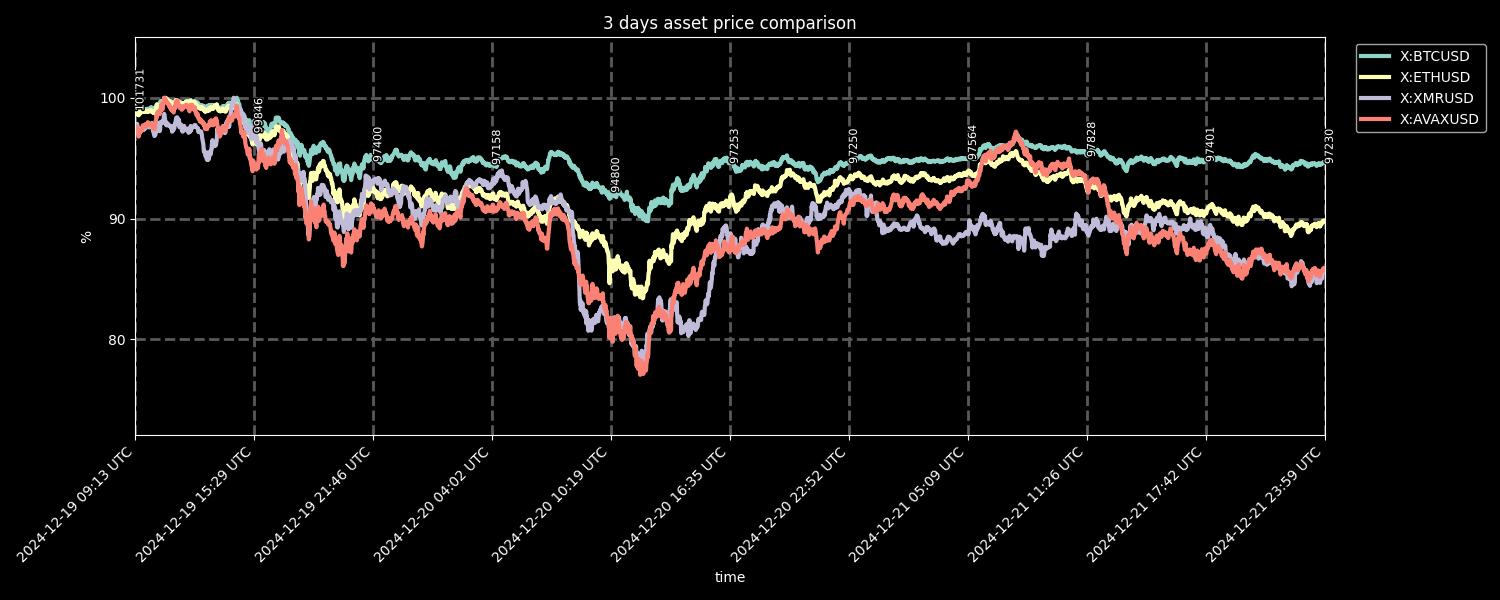 3 days asset price comparison
X:BTCUSD
X:ETHUSD
X:XMRUSD
X:AVAXUSD
100
90
80
%
101731
99846
97400
97158
94800
97253
97250
97564
97828
97401
97230
2024-12-19 09:13 UTC
2024-12-19 15:29 UTC
2024-12-19 21:46 UTC
2024-12-20 04:02 UTC
2024-12-20 10:19 UTC
2024-12-20 16:35 UTC
2024-12-20 22:52 UTC
2024-12-21 05:09 UTC
2024-12-21 11:26 UTC
2024-12-21 17:42 UTC
2024-12-21 23:59 UTC
time